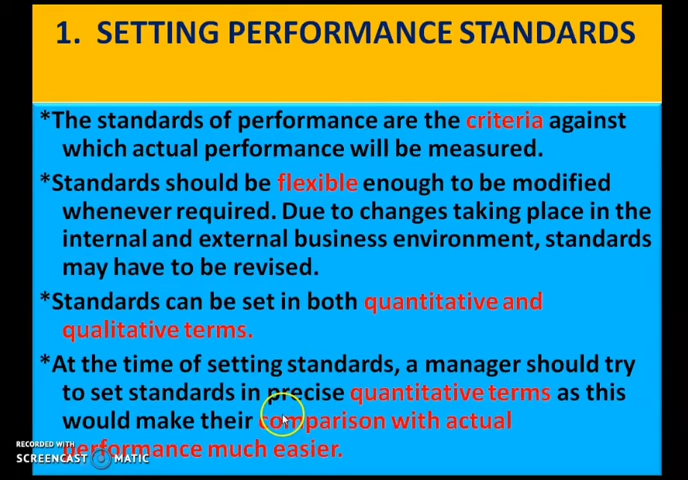 1. SETTING PERFORMANCE STANDARDS
*The standards of performance are the criteria against
which actual performance will be measured.
*Standards should be flexible enough to be modified
whenever required. Due to changes taking place in the
internal and external business environment, standards
may have to be revised.
*Standards can be set in both quantitative and
qualitative terms.
*At the time of setting standards, a manager should try
to set standards in precise quantitative terms as this
would make their comparison with actual
performance much easier.
RECORDED WITH
SCREENCAST MATIC